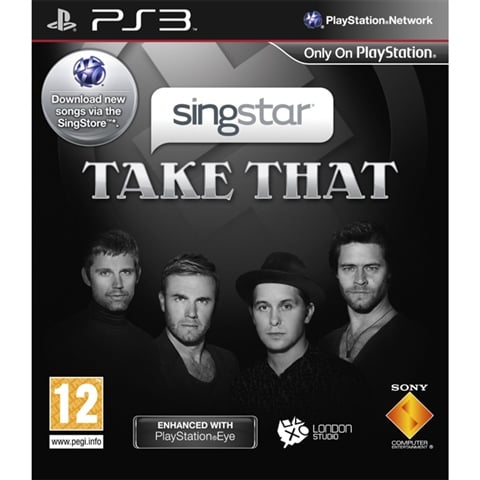 PS3
PlayStation®Network
Only On PlayStation®
Download new
songs via the
SingStore™*.
singstar®
TAKE THAT
12
www.pegi.info
ENHANCED WITH
PlayStation®Eye
LONDON
STUDIO
SONY
COMPUTER
ENTERTAINMENT®